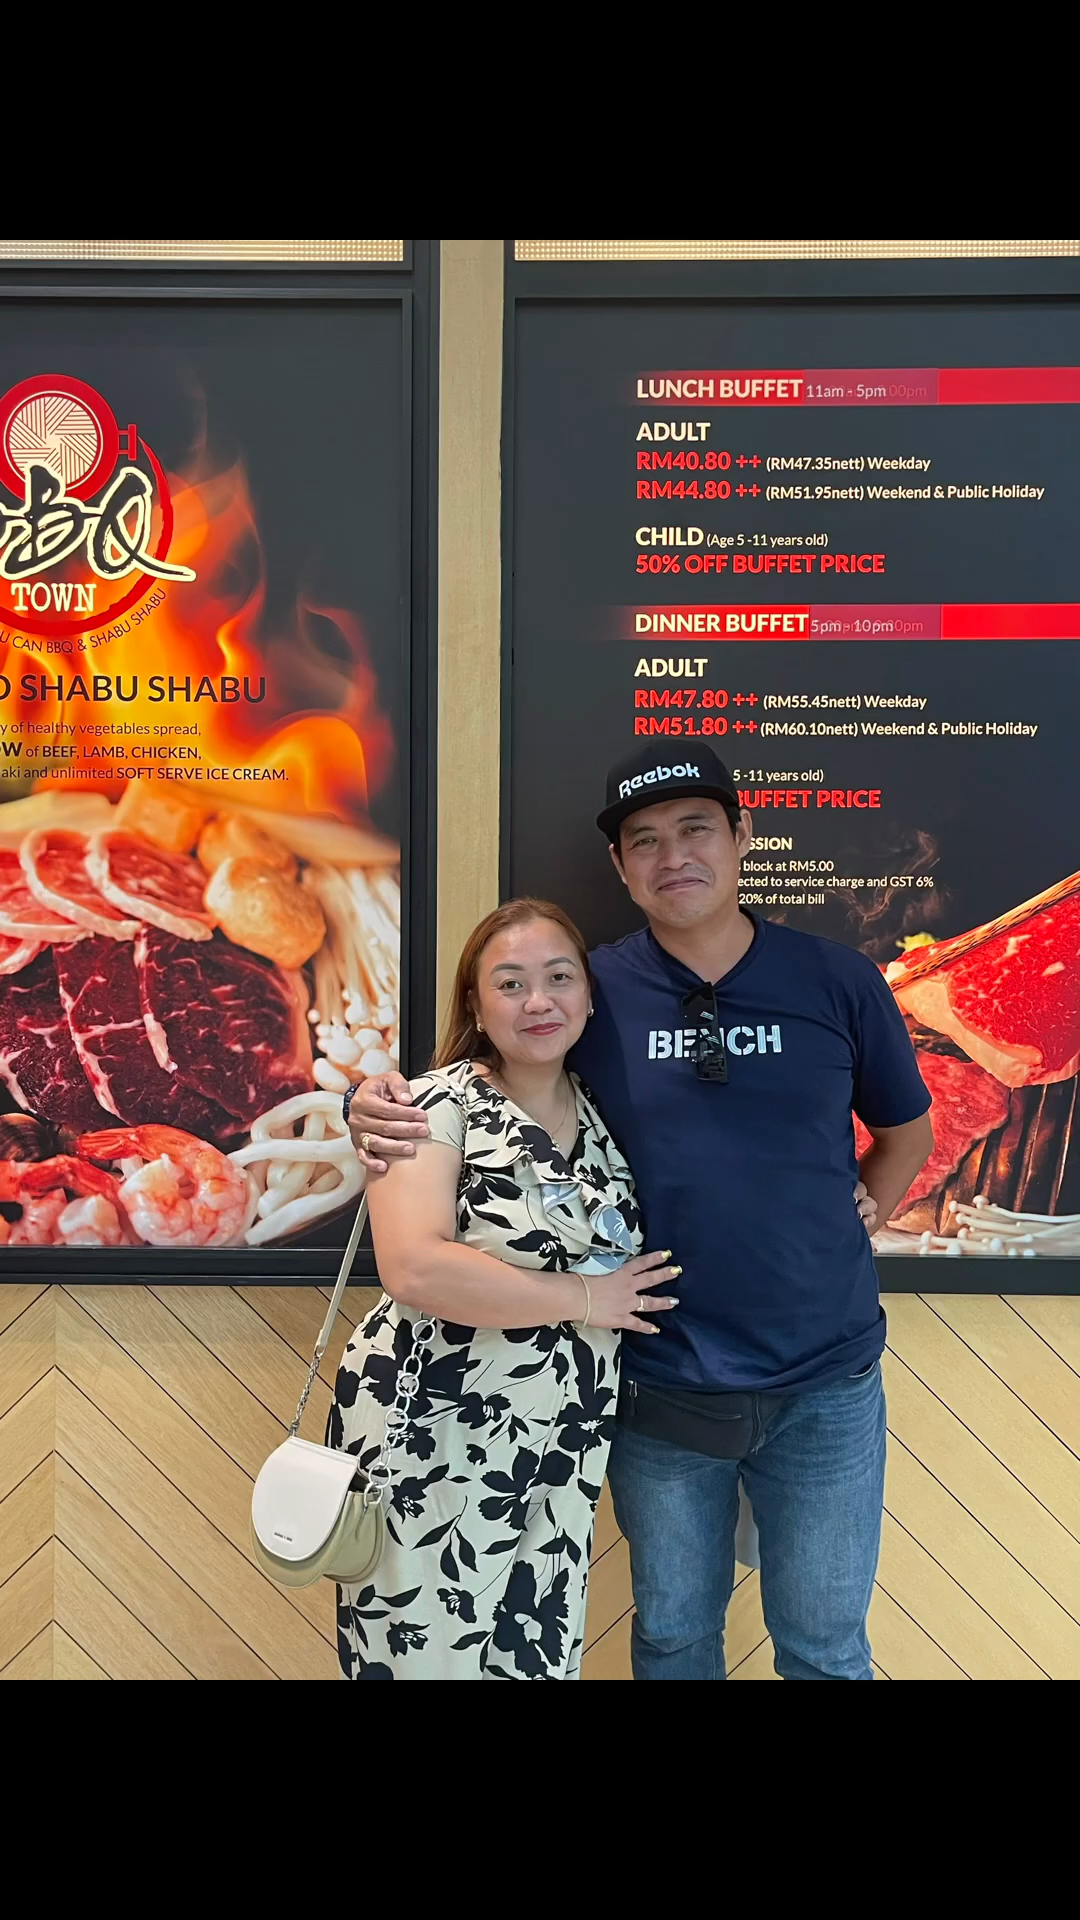 BBQ
TOWN
U CAN BBQ & SHABU SHABU
SHABU SHABU
y of healthy vegetables spread,
of BEEF, LAMB, CHICKEN,
aki and unlimited SOFT SERVE ICE CREAM.
LUNCH BUFFET 11am - 5pm
ADULT
RM40.80 ++ (RM47.35nett) Weekday
RM44.80 ++ (RM51.95nett) Weekend & Public Holiday
CHILD (Age 5 -11 years old)
50% OFF BUFFET PRICE
DINNER BUFFET 5pm - 10pm
ADULT
RM47.80 ++ (RM55.45nett) Weekday
RM51.80 ++ (RM60.10nett) Weekend & Public Holiday
5 -11 years old)
BUFFET PRICE
SSION
block at RM5.00
ected to service charge and GST 6%
20% of total bill
Reebok
BENCH